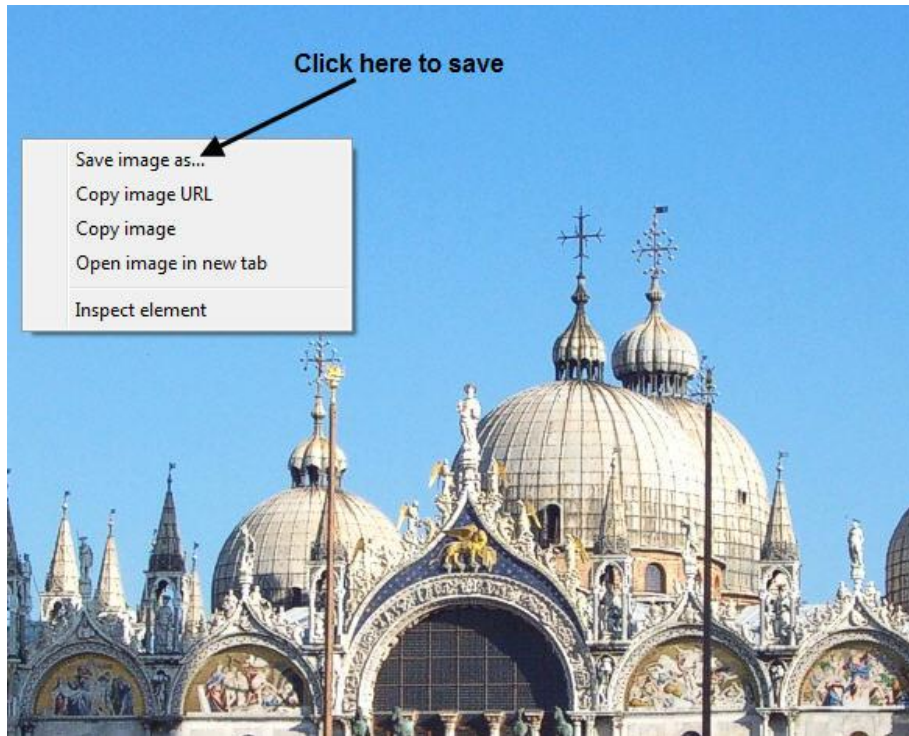 Click here to save
Save image as...
Copy image URL
Copy image
Open image in new tab
Inspect element